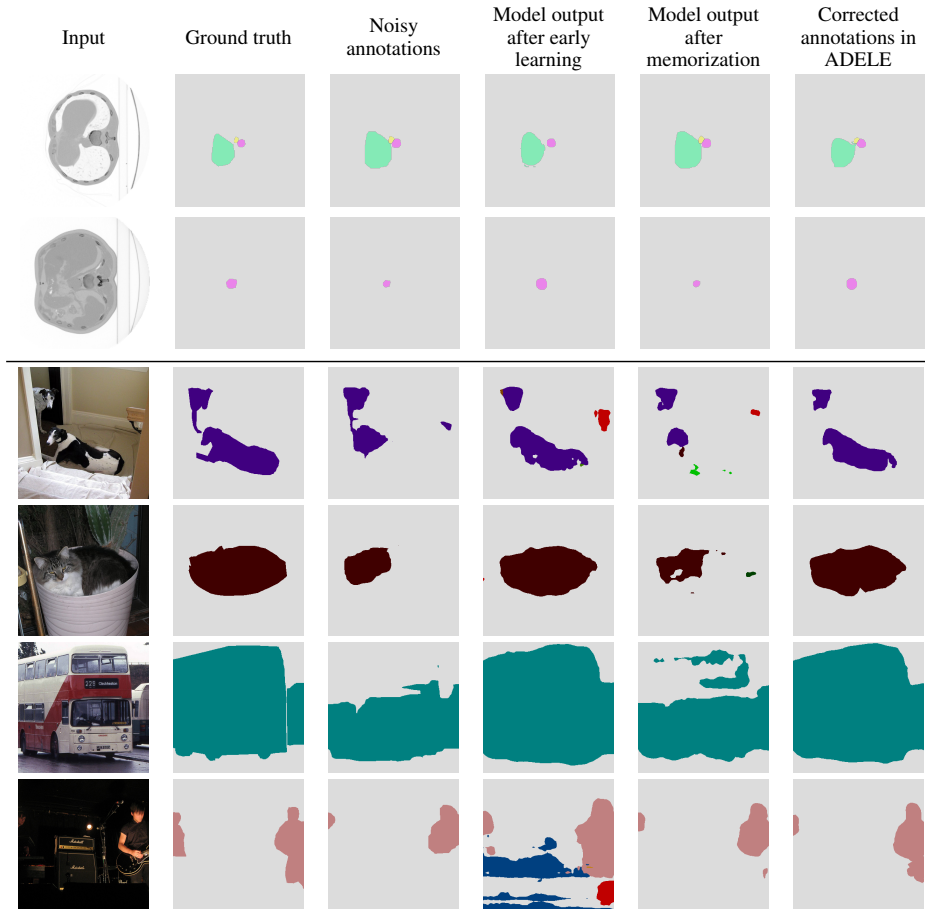 Input
Ground truth
Noisy
annotations
Model output
after early
learning
Model output
after
memorization
Corrected
annotations in
ADELE